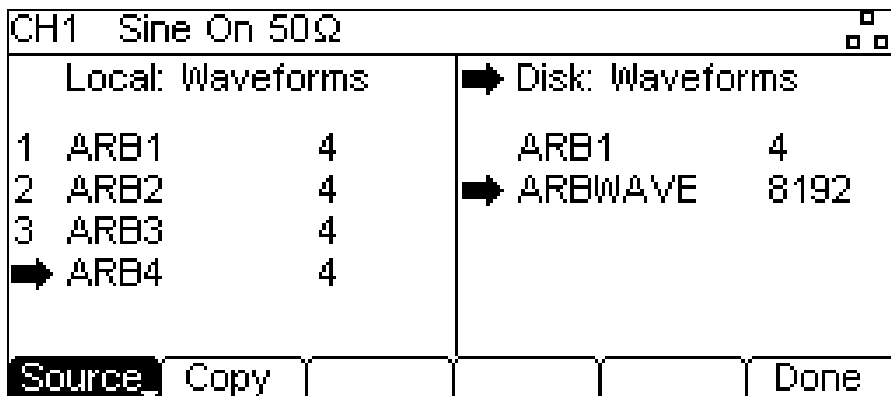 CH1 Sine On 50Ω
Local: Waveforms
1 ARB1 4
2 ARB2 4
3 ARB3 4
ARB4 4
Disk: Waveforms
ARB1 4
ARBWAVE 8192
Source Copy Done